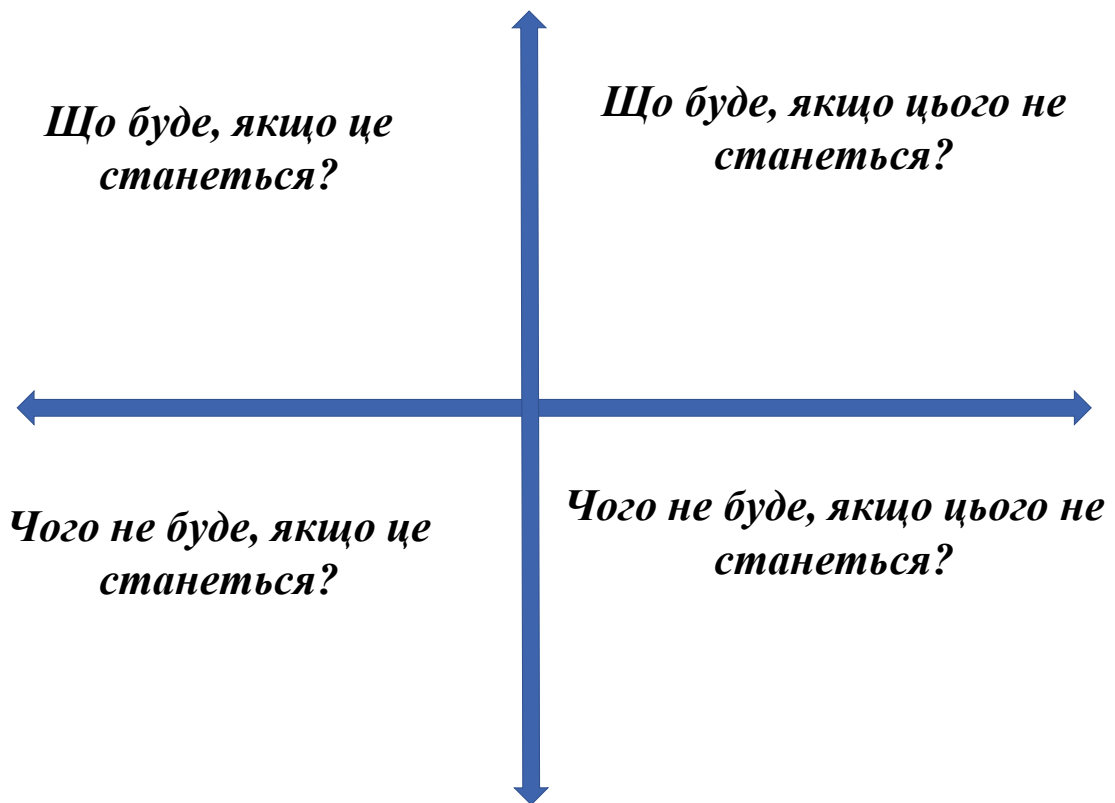 Що буде, якщо це
станеться?
Що буде, якщо цього не
станеться?
Чого не буде, якщо це
станеться?
Чого не буде, якщо цього не
станеться?